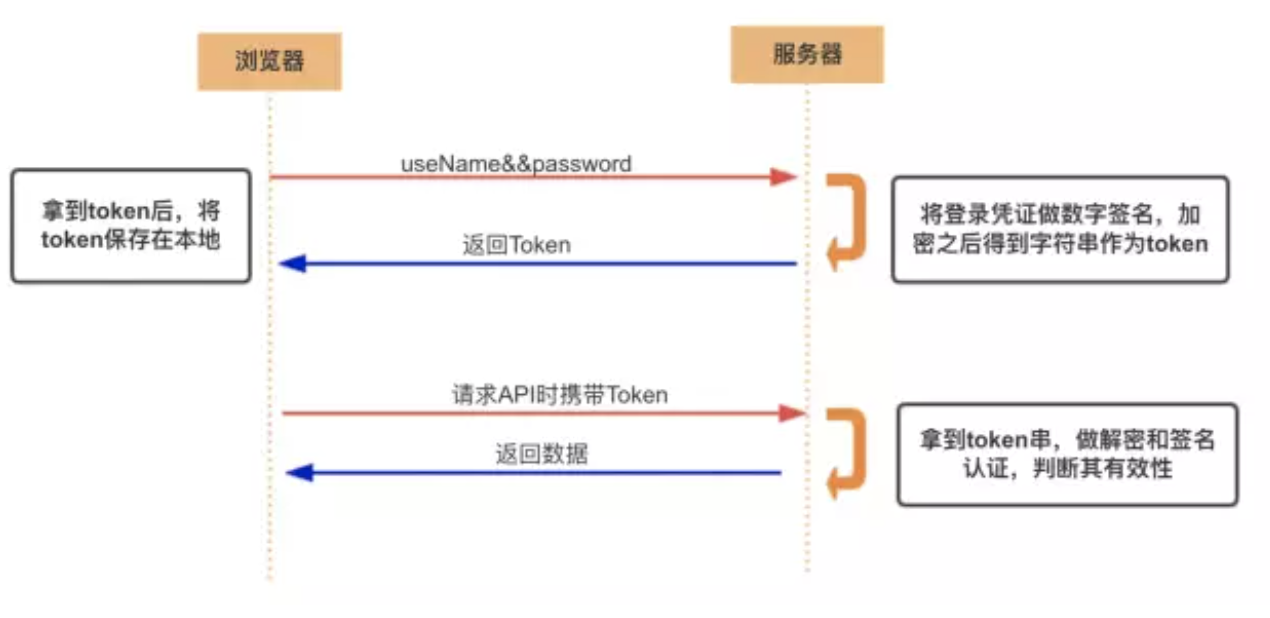 浏览器
服务器
useName&&password
拿到token后，将
token保存在本地
将登录凭证做数字签名，加
密之后得到字符串作为token
返回Token
请求API时携带Token
拿到token串，做解密和签名
认证，判断其有效性
返回数据